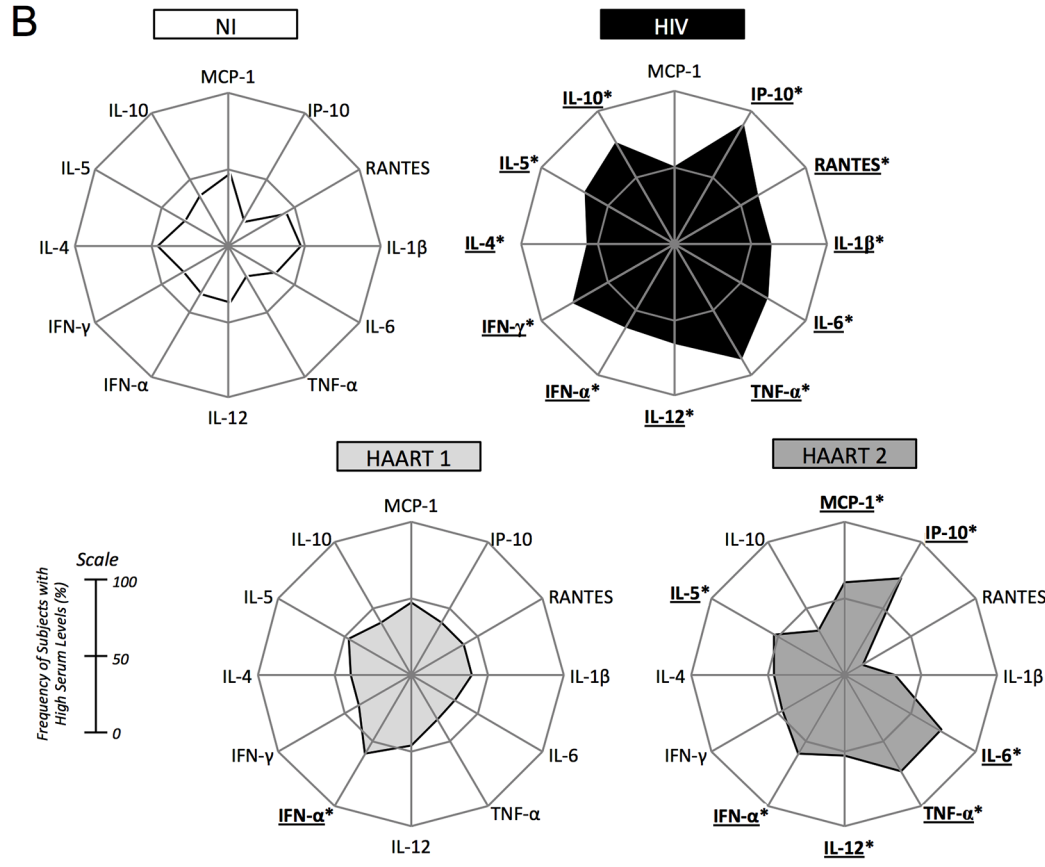 B
NI
MCP-1
IP-10
RANTES
IL-1β
IL-6
TNF-α
IL-12
IFN-α
IFN-γ
IL-4
IL-5
IL-10
HIV
MCP-1
IP-10*
RANTES*
IL-1β*
IL-6*
TNF-α*
IL-12*
IFN-α*
IFN-γ*
IL-4*
IL-5*
IL-10*
Scale
100
50
0
Frequency of Subjects with
High Serum Levels (%)
HAART 1
MCP-1
IP-10
RANTES
IL-1β
IL-6
TNF-α
IL-12
IFN-α*
IFN-γ
IL-4
IL-5
IL-10
HAART 2
MCP-1*
IP-10*
RANTES
IL-1β
IL-6*
TNF-α*
IL-12*
IFN-α*
IFN-γ
IL-4
IL-5*
IL-10